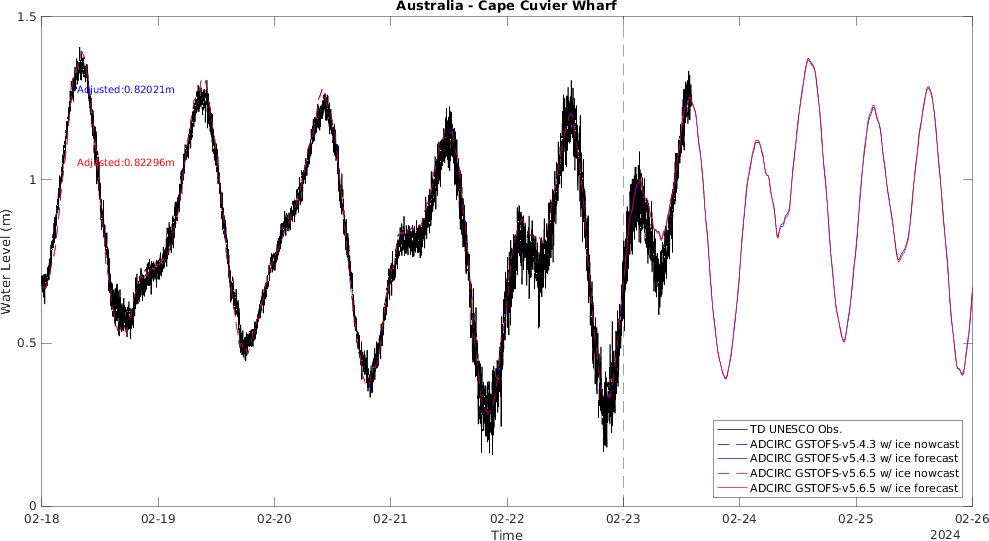 Australia - Cape Cuvier Wharf
1.5
1
0.5
0
Water Level (m)
Adjusted:0.82021m
Adjusted:0.82296m
TD UNESCO Obs.
ADCIRC GSTOFS-v5.4.3 w/ ice nowcast
ADCIRC GSTOFS-v5.4.3 w/ ice forecast
ADCIRC GSTOFS-v5.6.5 w/ ice nowcast
ADCIRC GSTOFS-v5.6.5 w/ ice forecast
02-18 02-19 02-20 02-21 02-22 02-23 02-24 02-25 02-26
Time
2024